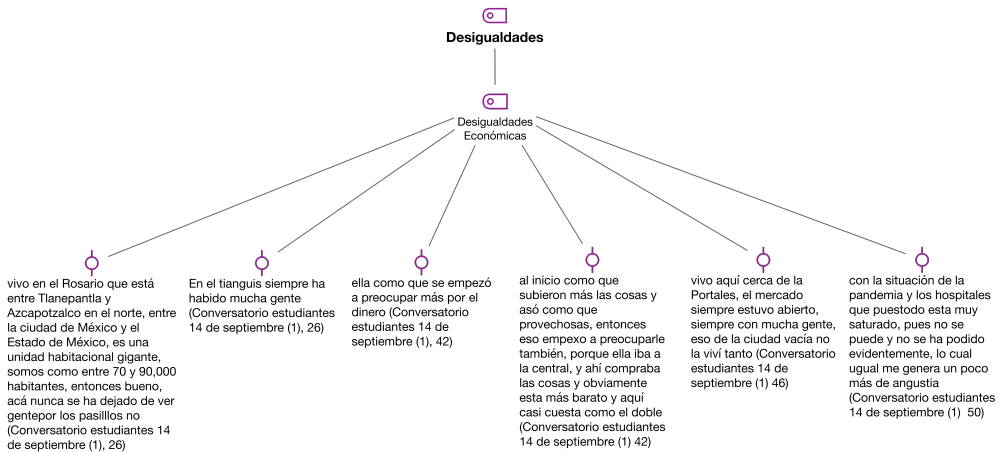 Desigualdades
Desigualdades
Económicas
vivo en el Rosario que está
entre Tlanepantla y
Azcapotzalco en el norte, entre
la ciudad de México y el
Estado de México, es una
unidad habitacional gigante,
somos como entre 70 y 90,000
habitantes, entonces bueno,
acá nunca se ha dejado de ver
gentepor los pasilllos no
(Conversatorio estudiantes 14
de septiembre (1), 26)
En el tianguis siempre ha
habido mucha gente
(Conversatorio estudiantes
14 de septiembre (1), 26)
ella como que se empezó
a preocupar más por el
dinero (Conversatorio
estudiantes 14 de
septiembre (1), 42)
al inicio como que
subieron más las cosas y
asó como que
provechosas, entonces
eso empexo a preocuparle
también, porque ella iba a
la central, y ahí compraba
las cosas y obviamente
esta más barato y aquí
casi cuesta como el doble
(Conversatorio estudiantes
14 de septiembre (1) 42)
vivo aquí cerca de la
Portales, el mercado
siempre estuvo abierto,
siempre con mucha gente,
eso de la ciudad vacía no
la viví tanto (Conversatorio
estudiantes 14 de
septiembre (1) 46)
con la situación de la
pandemia y los hospitales
que puestodo esta muy
saturado, pues no se
puede y no se ha podido
evidentemente, lo cual
ugual me genera un poco
más de angustia
(Conversatorio estudiantes
14 de septiembre (1)  50)